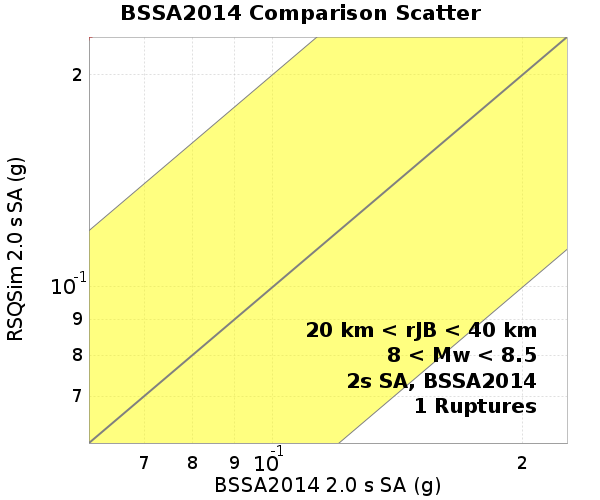 BSSA2014 Comparison Scatter
RSQSim 2.0 s SA (g)
2
10-1
9
8
7
20 km < rJB < 40 km
8 < Mw < 8.5
2s SA, BSSA2014
1 Ruptures
7 8 9 10-1 2
BSSA2014 2.0 s SA (g)